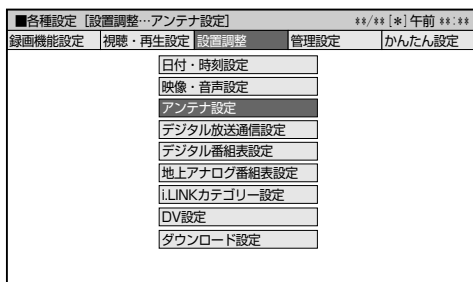 ■各種設定［設置調整…アンテナ設定］ **/**[*]午前**:**
録画機能設定 視聴・再生設定 設置調整 管理設定 かんたん設定
日付・時刻設定
映像・音声設定
アンテナ設定
デジタル放送通信設定
デジタル番組表設定
地上アナログ番組表設定
i.LINKカテゴリー設定
DV設定
ダウンロード設定